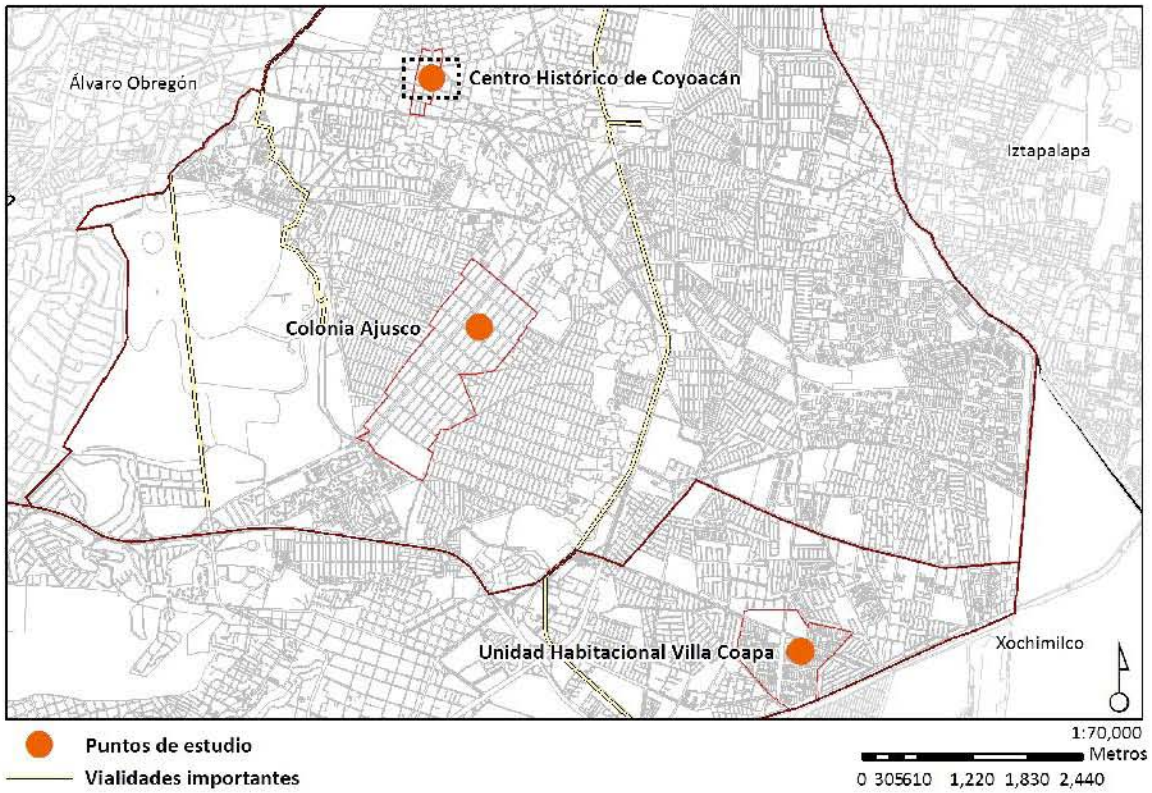 Álvaro Obregón
Centro Histórico de Coyoacán
Iztapalapa
Colonia Ajusco
Unidad Habitacional Villa Coapa
Xochimilco
Puntos de estudio
Vialidades importantes
1:70,000
Metros
0 305610 1,220 1,830 2,440